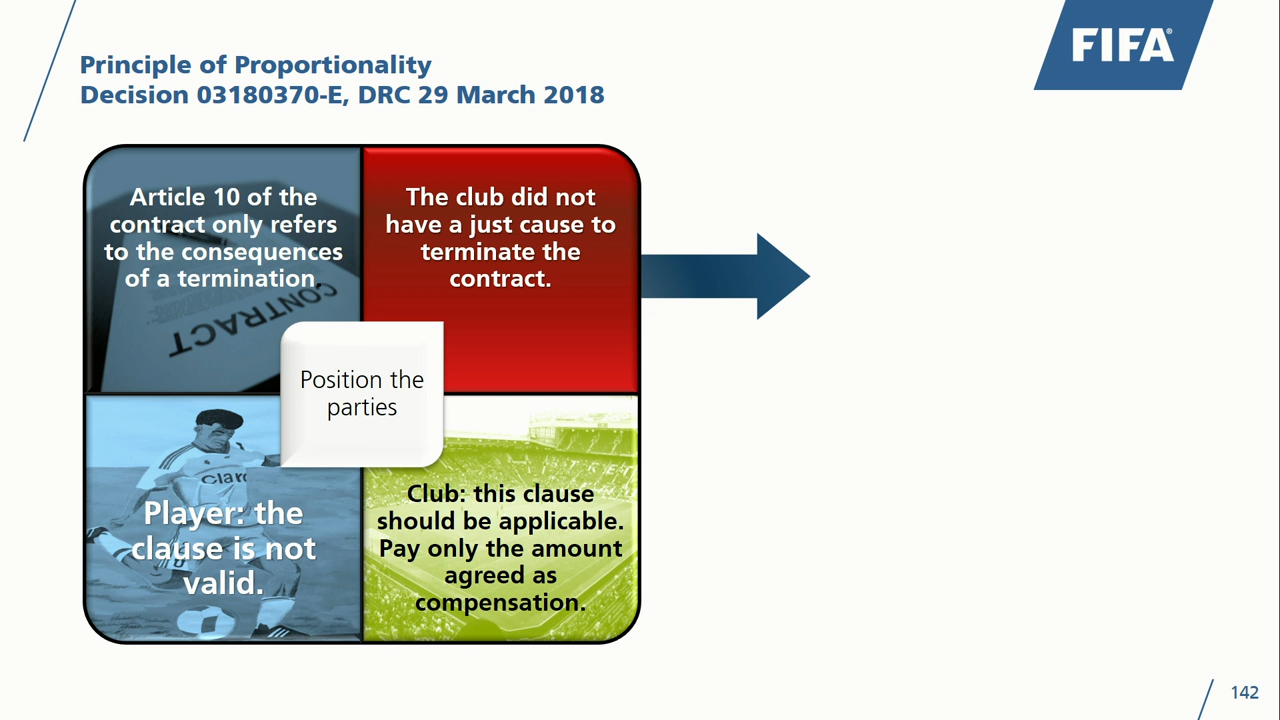 FIFA®
Principle of Proportionality
Decision 03180370-E, DRC 29 March 2018
Article 10 of the
contract only refers
to the consequences
of a termination.
CONTRACT
The club did not
have a just cause to
terminate the
contract.
Position the
parties
Claro
Player: the
clause is not
valid.
Club: this clause
should be applicable.
Pay only the amount
agreed as
compensation.
142